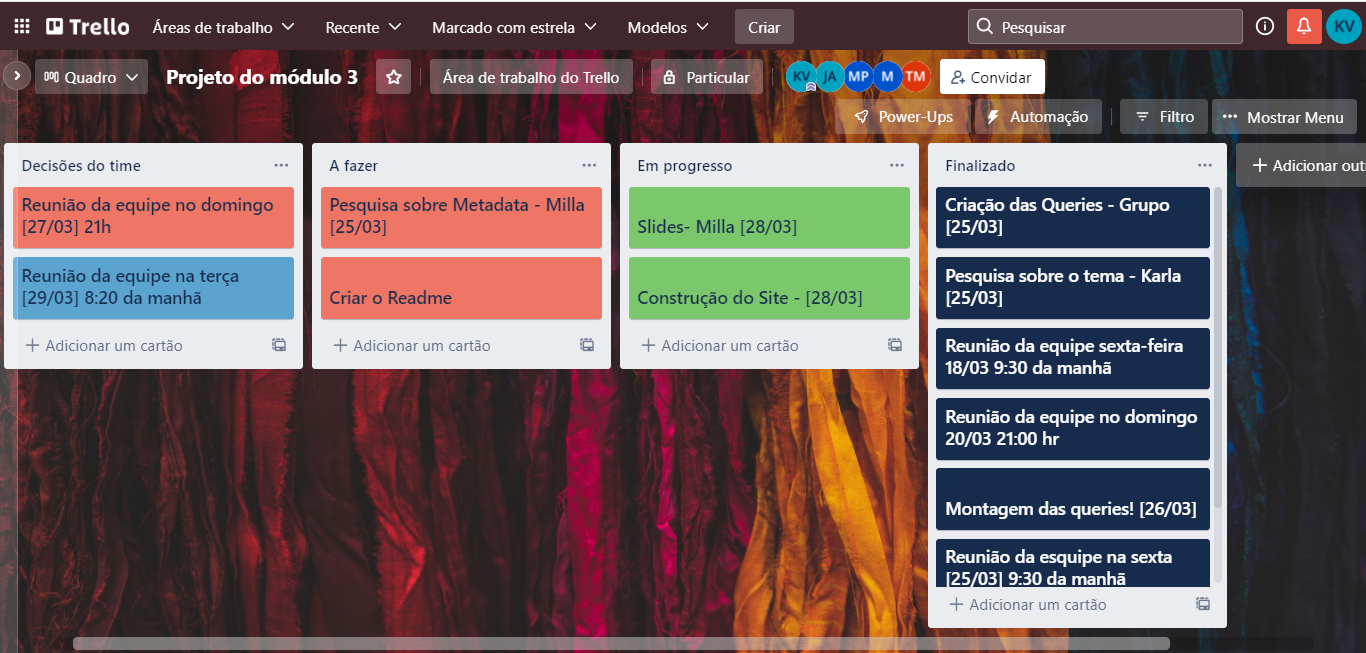 Trello
Áreas de trabalho
Recente
Marcado com estrela
Modelos
Criar
Pesquisar
KV
Quadro
Projeto do módulo 3
Área de trabalho do Trello
Particular
KV JA MP M TM
Convidar
Power-Ups
Automação
Filtro
Mostrar Menu
Decisões do time
Reunião da equipe no domingo
[27/03] 21h
Reunião da equipe na terça
[29/03] 8:20 da manhã
Adicionar um cartão
A fazer
Pesquisa sobre Metadata - Milla
[25/03]
Criar o Readme
Adicionar um cartão
Em progresso
Slides- Milla [28/03]
Construção do Site - [28/03]
Adicionar um cartão
Finalizado
Criação das Queries - Grupo
[25/03]
Pesquisa sobre o tema - Karla
[25/03]
Reunião da equipe sexta-feira
18/03 9:30 da manhã
Reunião da equipe no domingo
20/03 21:00 hr
Montagem das queries! [26/03]
Reunião da esquipe na sexta
[25/03] 9:30 da manhã
Adicionar um cartão
Adicionar out